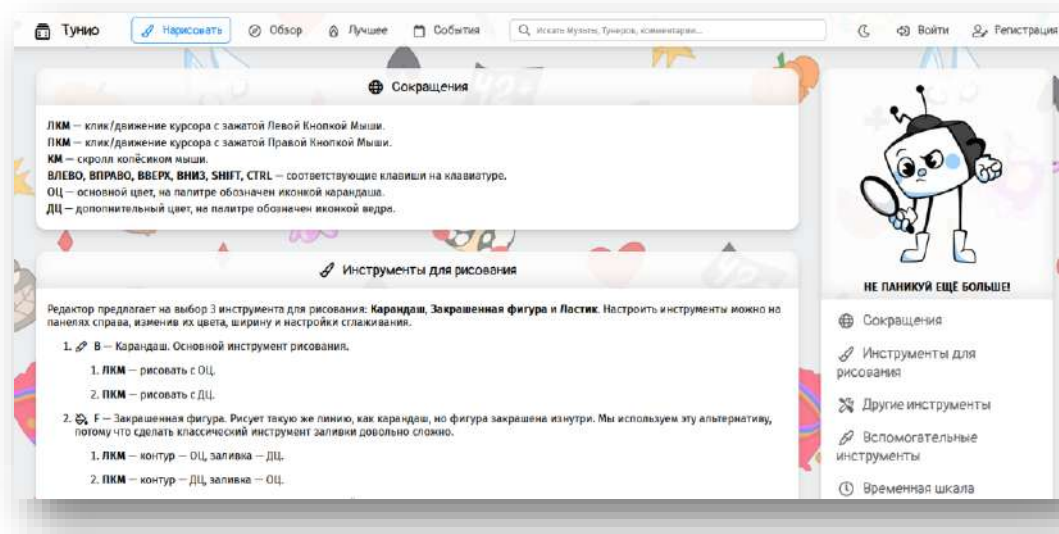 Тунио
Нарисовать
Обзор
Лучшее
События
Искать Мульты, Тунеров, комментарии...
Войти
Регистрация
Сокращения
ЛКМ — клик/движение курсора с зажатой Левой Кнопкой Мыши.
ПКМ — клик/движение курсора с зажатой Правой Кнопкой Мыши.
КМ — скролл колёсиком мыши.
ВЛЕВО, ВПРАВО, ВВЕРХ, ВНИЗ, SHIFT, CTRL — соответствующие клавиши на клавиатуре.
ОЦ — основной цвет, на палитре обозначен иконкой карандаша.
ДЦ — дополнительный цвет, на палитре обозначен иконкой ведра.
Инструменты для рисования
Редактор предлагает на выбор 3 инструмента для рисования: Карандаш, Закрашенная фигура и Ластик. Настроить инструменты можно на
панелях справа, изменив их цвета, ширину и настройки сглаживания.
1. B — Карандаш. Основной инструмент рисования.
1. ЛКМ — рисовать с ОЦ.
2. ПКМ — рисовать с ДЦ.
2. F — Закрашенная фигура. Рисует такую же линию, как карандаш, но фигура закрашена изнутри. Мы используем эту альтернативу,
потому что сделать классический инструмент заливки довольно сложно.
1. ЛКМ — контур — ОЦ, заливка — ДЦ.
2. ПКМ — контур — ДЦ, заливка — ОЦ.
НЕ ПАНИКУЙ ЕЩЁ БОЛЬШЕ!
Сокращения
Инструменты для
рисования
Другие инструменты
Вспомогательные
инструменты
Временная шкала